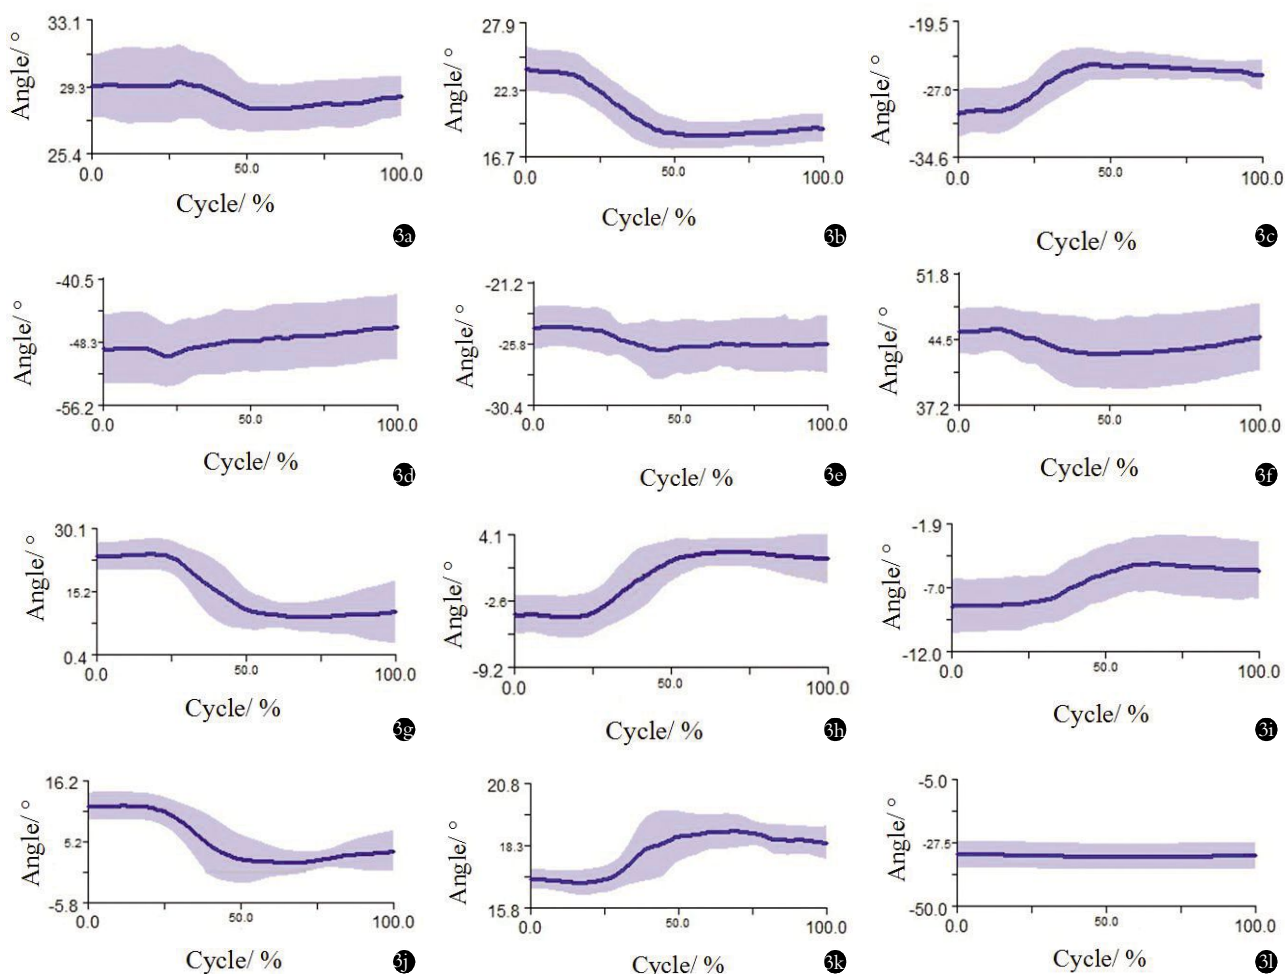 33.1
Angle/ °
29.3
25.4
0.0 50.0 100.0
Cycle/ %
3a
27.9
Angle/ °
22.3
16.7
0.0 50.0 100.0
Cycle/ %
3b
-19.5
Angle/ °
-27.0
-34.6
0.0 50.0 100.0
Cycle/ %
3c
-40.5
Angle/ °
-48.3
-56.2
0.0 50.0 100.0
Cycle/ %
3d
-21.2
Angle/ °
-25.8
-30.4
0.0 50.0 100.0
Cycle/ %
3e
51.8
Angle/ °
44.5
37.2
0.0 50.0 100.0
Cycle/ %
3f
30.1
Angle/ °
15.2
0.4
0.0 50.0 100.0
Cycle/ %
3g
4.1
Angle/ °
-2.6
-9.2
0.0 50.0 100.0
Cycle/ %
3h
-1.9
Angle/ °
-7.0
-12.0
0.0 50.0 100.0
Cycle/ %
3i
16.2
Angle/ °
5.2
-5.8
0.0 50.0 100.0
Cycle/ %
3j
20.8
Angle/ °
18.3
15.8
0.0 50.0 100.0
Cycle/ %
3k
-5.0
Angle/ °
-27.5
-50.0
0.0 50.0 100.0
Cycle/ %
3l